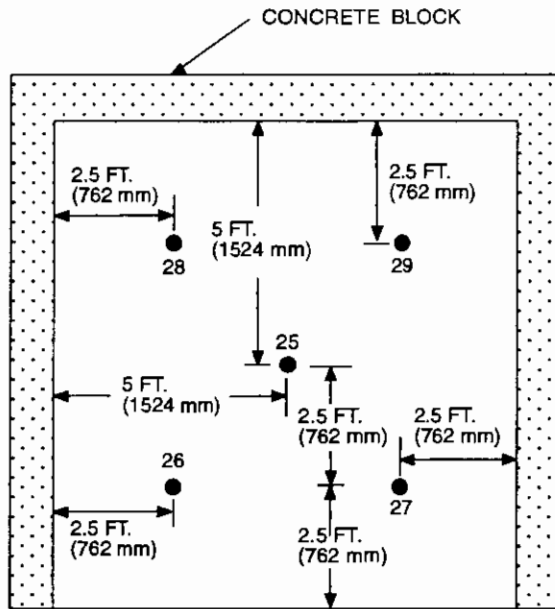 CONCRETE BLOCK
2.5 FT.
(762 mm)
28
5 FT.
(1524 mm)
2.5 FT.
(762 mm)
29
25
5 FT.
(1524 mm)
2.5 FT.
(762 mm)
2.5 FT.
(762 mm)
26
27
2.5 FT.
(762 mm)
2.5 FT.
(762 mm)